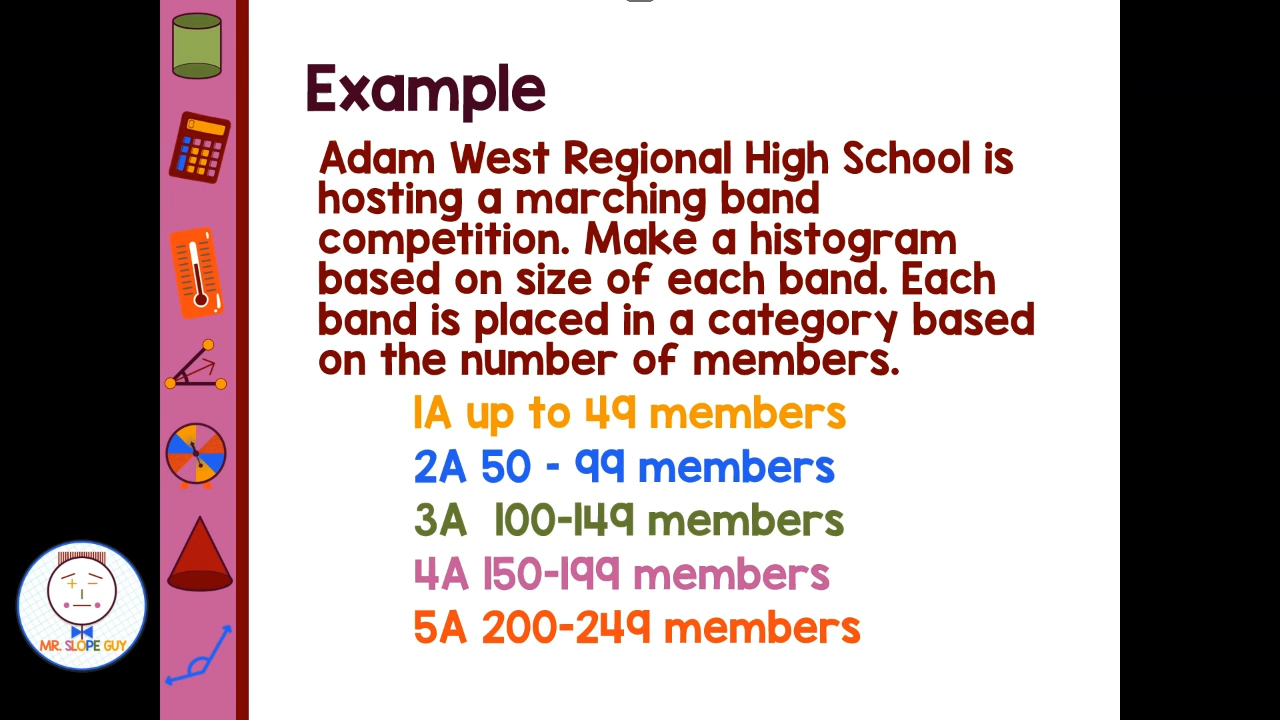 Example
Adam West Regional High School is
hosting a marching band
competition. Make a histogram
based on size of each band. Each
band is placed in a category based
on the number of members.
1A up to 49 members
2A 50 - 99 members
3A 100-149 members
4A 150-199 members
5A 200-249 members
MR. SLOPE GUY